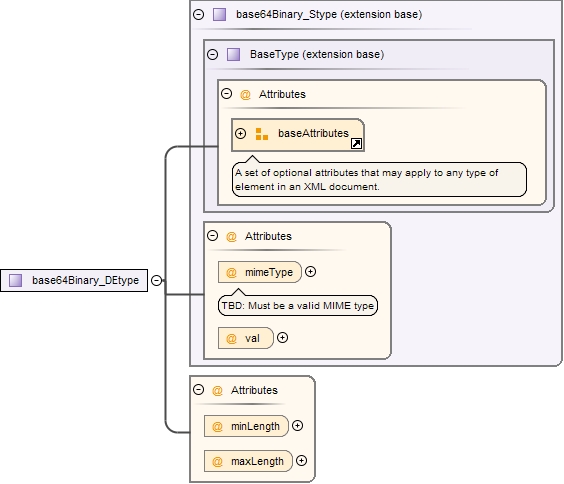 base64Binary_Stype (extension base)
BaseType (extension base)
@ Attributes
baseAttributes
A set of optional attributes that may apply to any type of
element in an XML document.
@ Attributes
@ mimeType
TBD: Must be a valid MIME type
@ val
base64Binary_DEtype
@ Attributes
@ minLength
@ maxLength